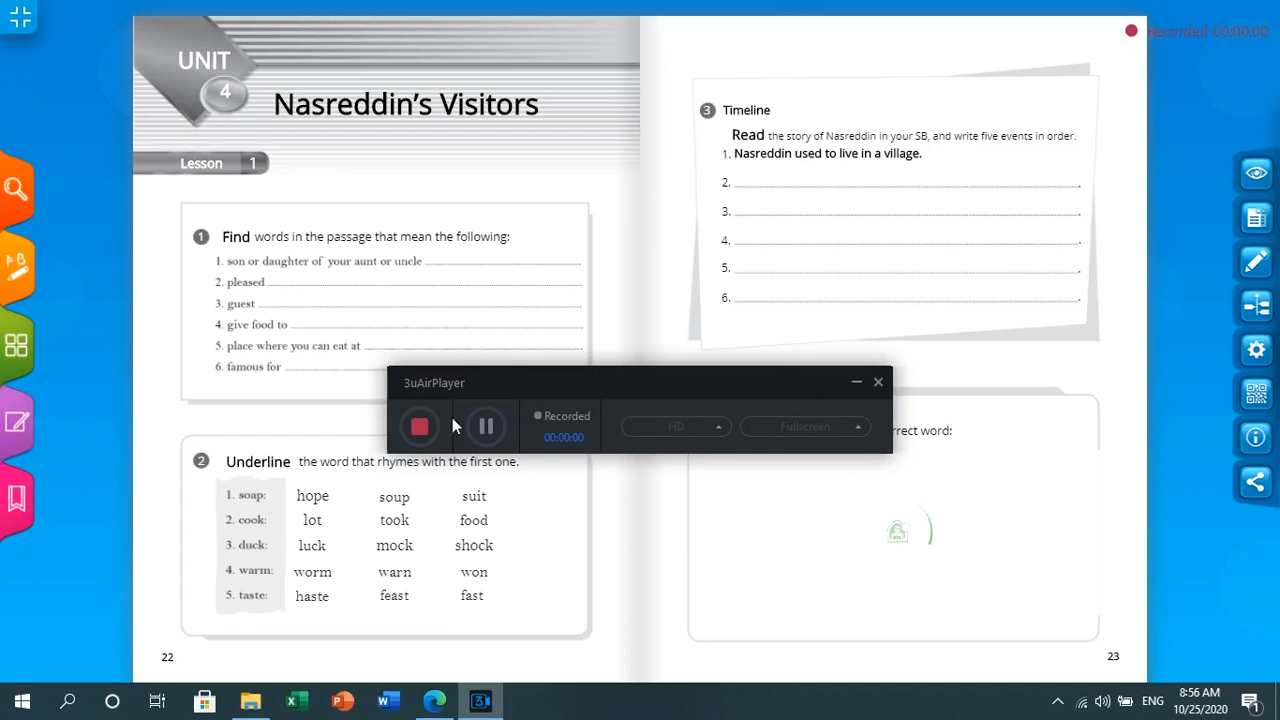 Recorded 00:00:00
UNIT
4
Nasreddin's Visitors
Lesson 1
1 Find words in the passage that mean the following:
1. son or daughter of your aunt or uncle
2. pleased
3. guest
4. give food to
5. place where you can eat at
6. famous for
2 Underline the word that rhymes with the first one.
1. soap: hope soup suit
2. cook: lot took food
3. duck: luck mock shock
4. warm: worm warn won
5. taste: haste feast fast
22
3 Timeline
Read the story of Nasreddin in your SB, and write five events in order.
1. Nasreddin used to live in a village.
2.
3.
4.
5.
6.
rrect word:
23
3uAirPlayer
Recorded
00:00:00
HD
Fullscreen
AB
ENG
8:56 AM
10/25/2020
1